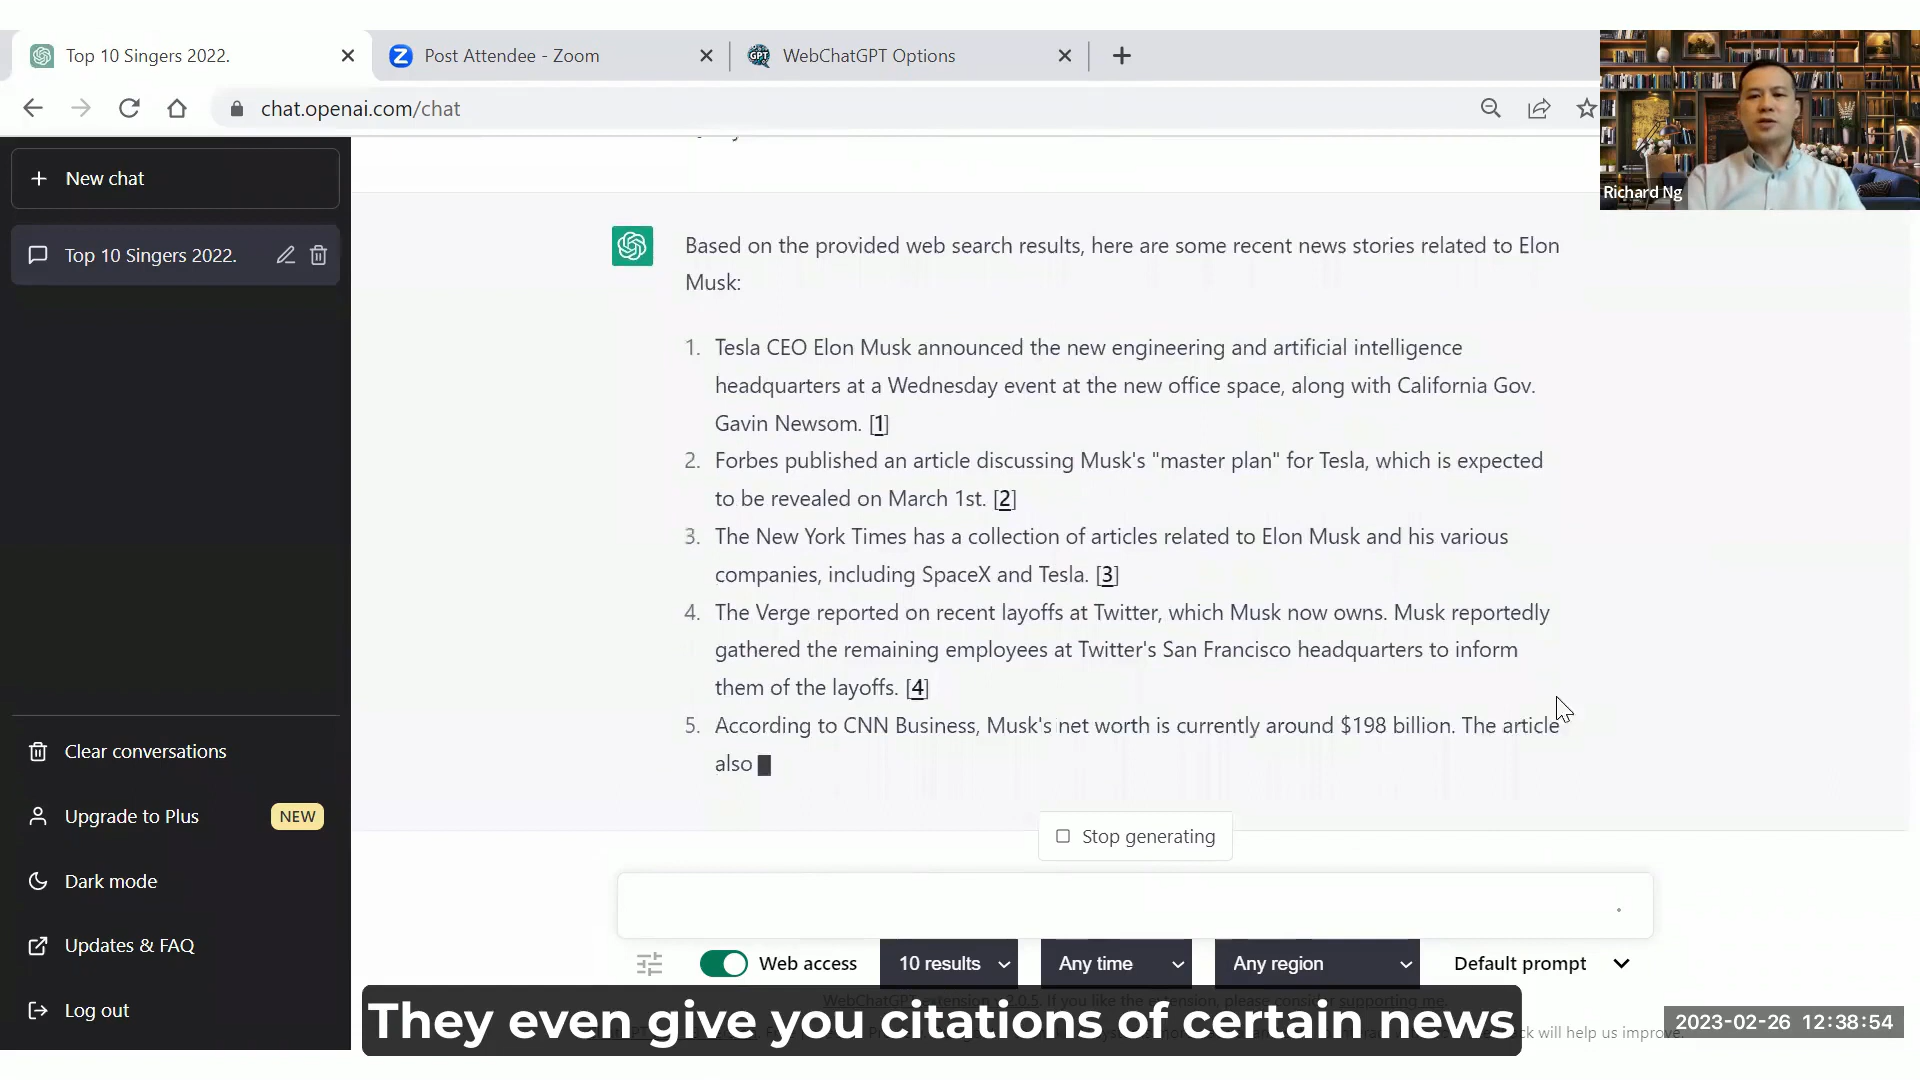 Top 10 Singers 2022.
Post Attendee - Zoom
GPT
WebChatGPT Options
chat.openai.com/chat
Richard Ng
New chat
Top 10 Singers 2022.
Based on the provided web search results, here are some recent news stories related to Elon
Musk:
1. Tesla CEO Elon Musk announced the new engineering and artificial intelligence
headquarters at a Wednesday event at the new office space, along with California Gov.
Gavin Newsom. [1]
2. Forbes published an article discussing Musk's "master plan" for Tesla, which is expected
to be revealed on March 1st. [2]
3. The New York Times has a collection of articles related to Elon Musk and his various
companies, including SpaceX and Tesla. [3]
4. The Verge reported on recent layoffs at Twitter, which Musk now owns. Musk reportedly
gathered the remaining employees at Twitter's San Francisco headquarters to inform
them of the layoffs. [4]
5. According to CNN Business, Musk's net worth is currently around $198 billion. The article
also
Stop generating
Clear conversations
Upgrade to Plus NEW
Dark mode
Updates & FAQ
Log out
Web access 10 results Any time Any region Default prompt
WebChatGPT extension v.2.0.5. If you like the extension, please consider supporting me.
They even give you citations of certain news
will help us improve.
2023-02-26 12:38:54